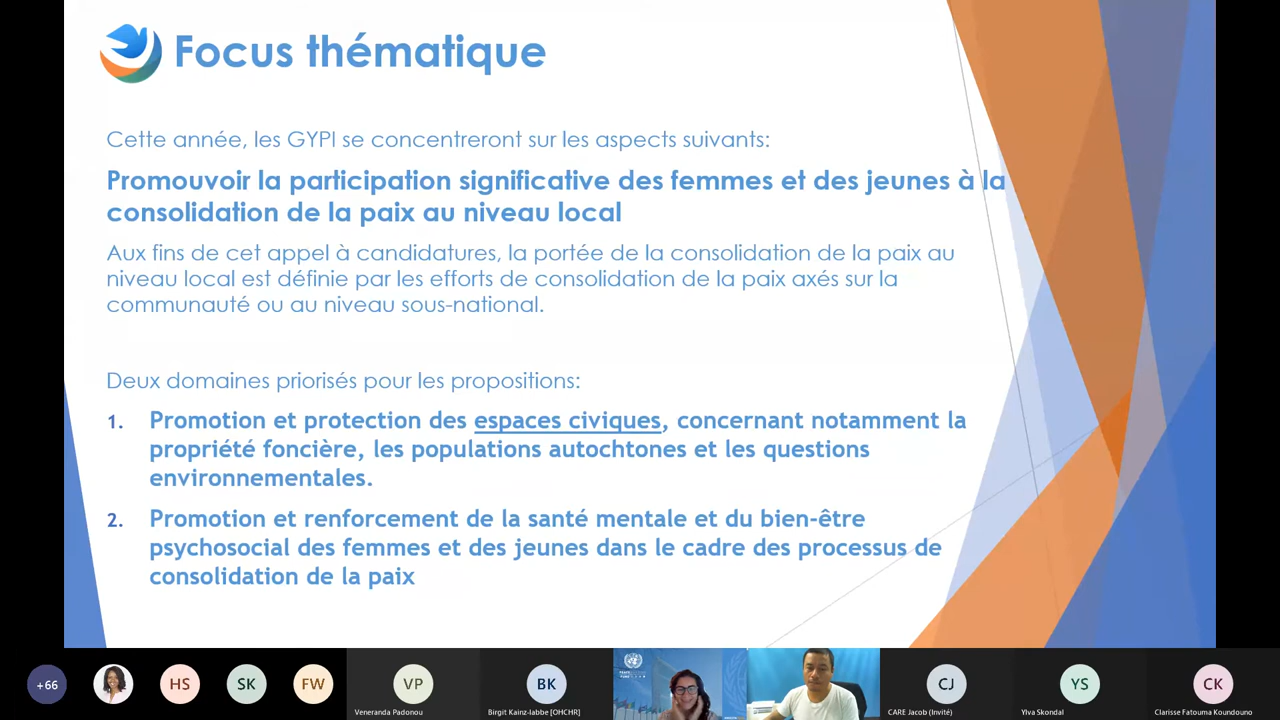 Focus thématique
Cette année, les GYPI se concentreront sur les aspects suivants:
Promouvoir la participation significative des femmes et des jeunes à la
consolidation de la paix au niveau local
Aux fins de cet appel à candidatures, la portée de la consolidation de la paix au
niveau local est définie par les efforts de consolidation de la paix axés sur la
communauté ou au niveau sous-national.
Deux domaines priorisés pour les propositions:
1. Promotion et protection des espaces civiques, concernant notamment la
propriété foncière, les populations autochtones et les questions
environnementales.
2. Promotion et renforcement de la santé mentale et du bien-être
psychosocial des femmes et des jeunes dans le cadre des processus de
consolidation de la paix
+66
HS
SK
FW
VP
BK
CJ
YS
CK
Veneranda Padonou
Birgit Kainz-labbe [OHCHR]
CARE Jacob (Invité)
Ylva Skondal
Clarisse Fatouma Koundouno